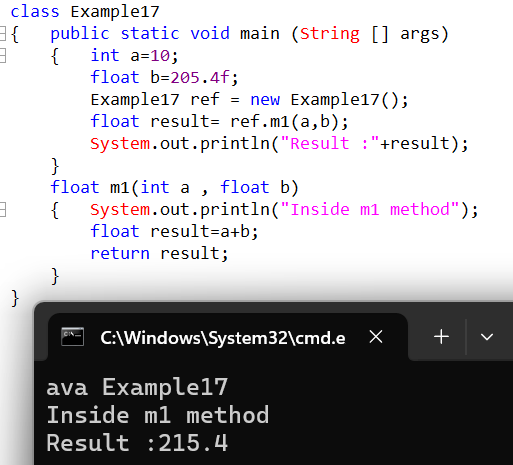 class Example17
{   public static void main (String [] args)
    {   int a=10;
        float b=205.4f;
        Example17 ref = new Example17();
        float result= ref.m1(a,b);
        System.out.println("Result :"+result);
    }
    float m1(int a , float b)
    {   System.out.println("Inside m1 method");
        float result=a+b;
        return result;
    }
}
C:\Windows\System32\cmd.e
ava Example17
Inside m1 method
Result :215.4